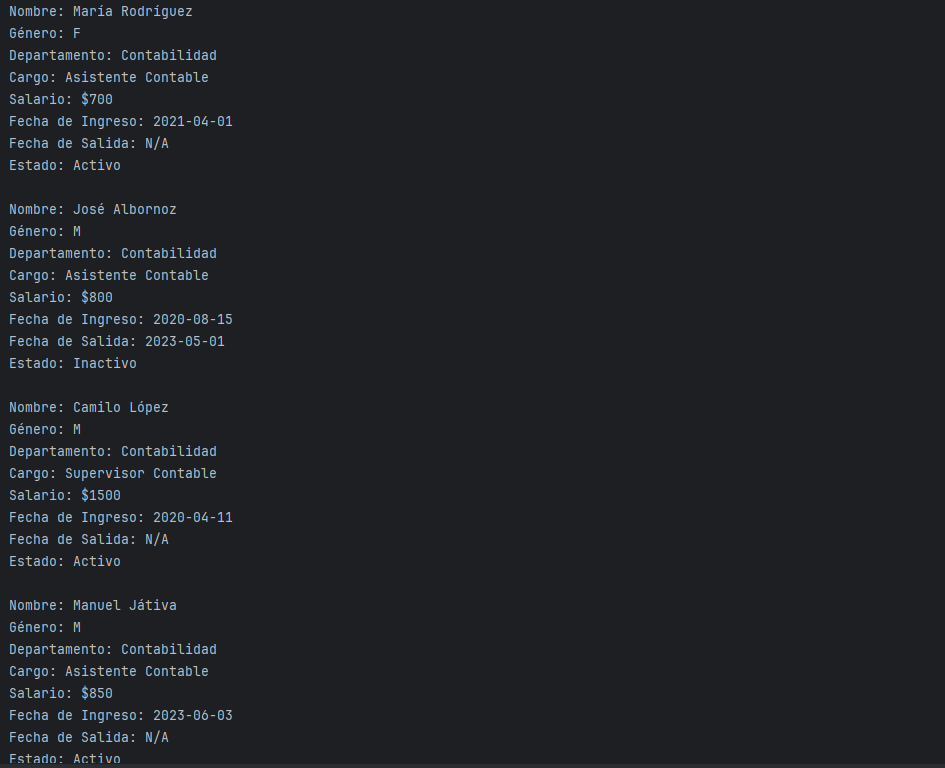 Nombre: Maria Rodriguez
Género: F
Departamento: Contabilidad
Cargo: Asistente Contable
Salario: $700
Fecha de Ingreso: 2021-04-01
Fecha de Salida: N/A
Estado: Activo

Nombre: José Albornoz
Género: M
Departamento: Contabilidad
Cargo: Asistente Contable
Salario: $800
Fecha de Ingreso: 2020-08-15
Fecha de Salida: 2023-05-01
Estado: Inactivo

Nombre: Camilo López
Género: M
Departamento: Contabilidad
Cargo: Supervisor Contable
Salario: $1500
Fecha de Ingreso: 2020-04-11
Fecha de Salida: N/A
Estado: Activo

Nombre: Manuel Játiva
Género: M
Departamento: Contabilidad
Cargo: Asistente Contable
Salario: $850
Fecha de Ingreso: 2023-06-03
Fecha de Salida: N/A
Estado: Activo